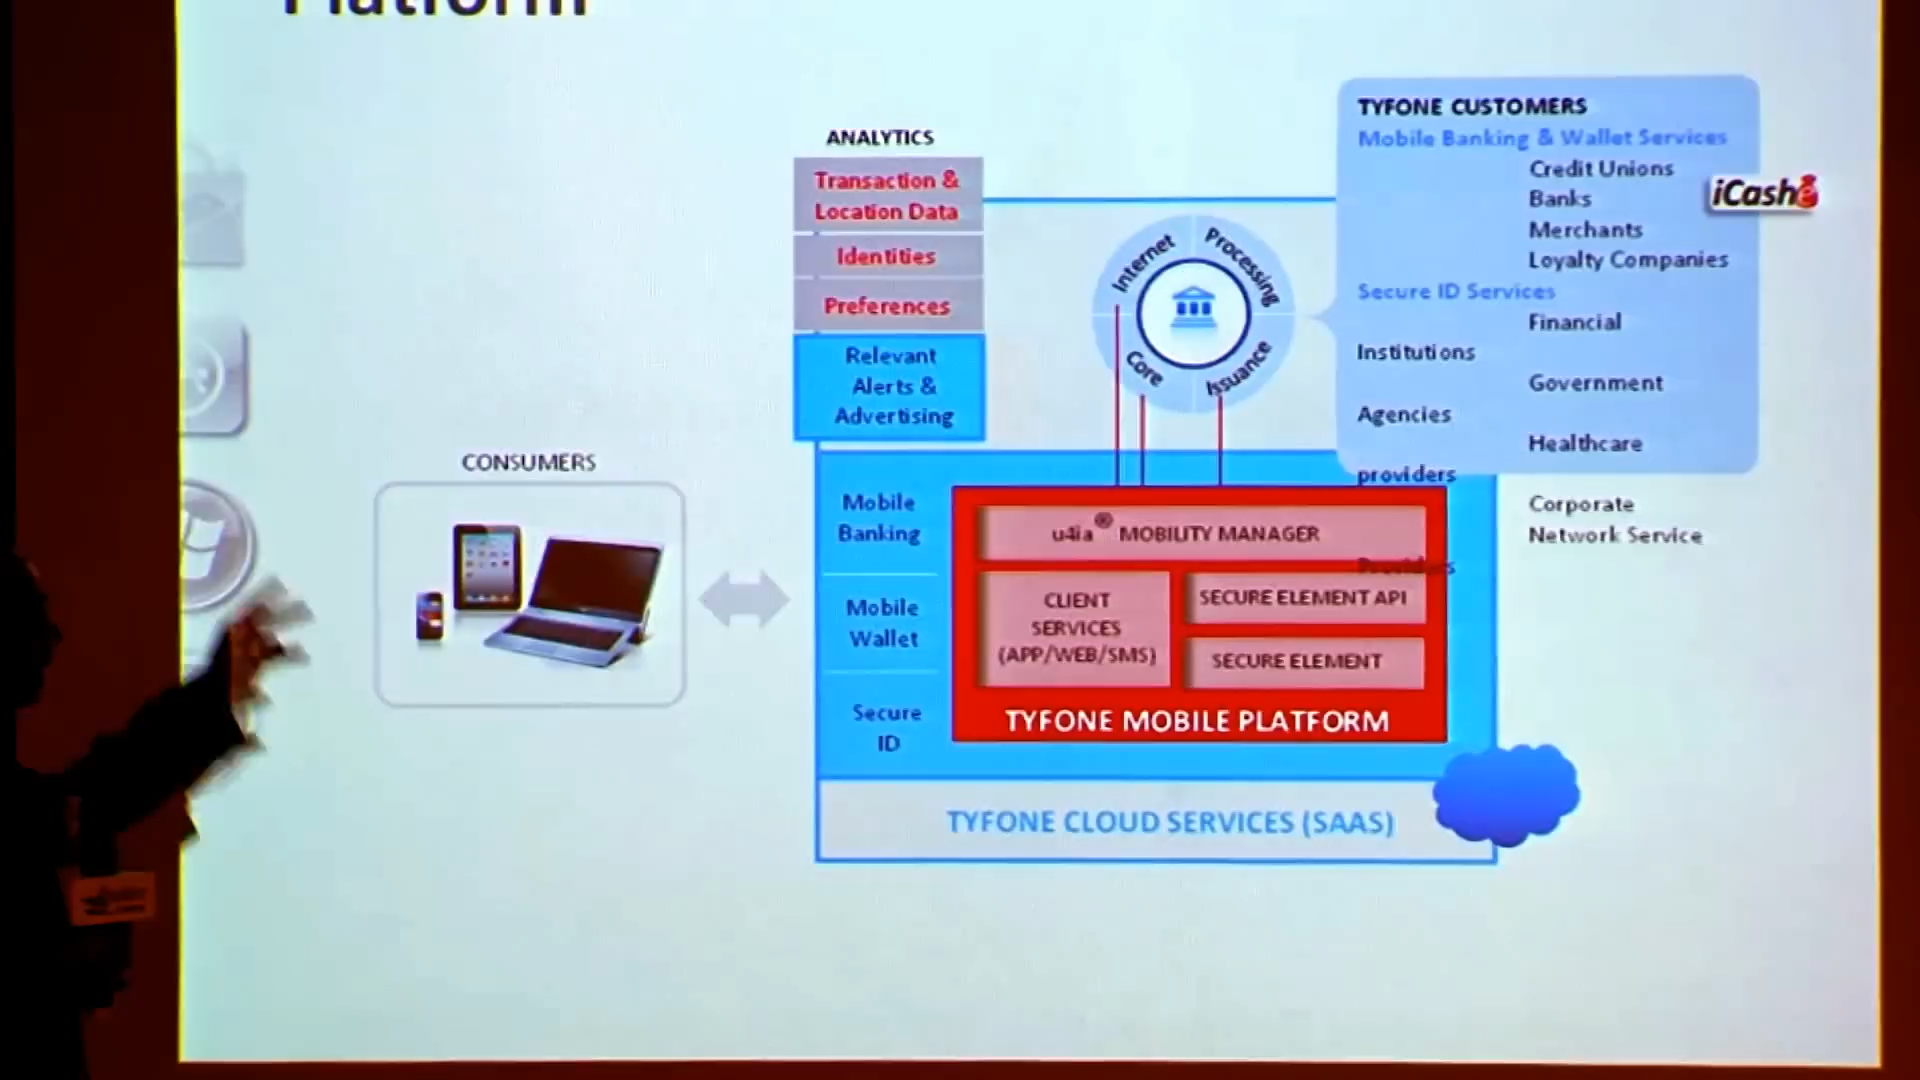 Platform
ANALYTICS
Transaction &
Location Data
Identities
Preferences
Relevant
Alerts &
Advertising
CONSUMERS
Internet
Processing
Core
Issuance
TYFONE CUSTOMERS
Mobile Banking & Wallet Services
Credit Unions
Banks
Merchants
Loyalty Companies
iCashe
Secure ID Services
Financial
Institutions
Government
Agencies
Healthcare
providers
Corporate
Network Service
Providers
Mobile
Banking
Mobile
Wallet
Secure
ID
u4ia® MOBILITY MANAGER
CLIENT
SERVICES
(APP/WEB/SMS)
SECURE ELEMENT API
SECURE ELEMENT
TYFONE MOBILE PLATFORM
TYFONE CLOUD SERVICES (SAAS)